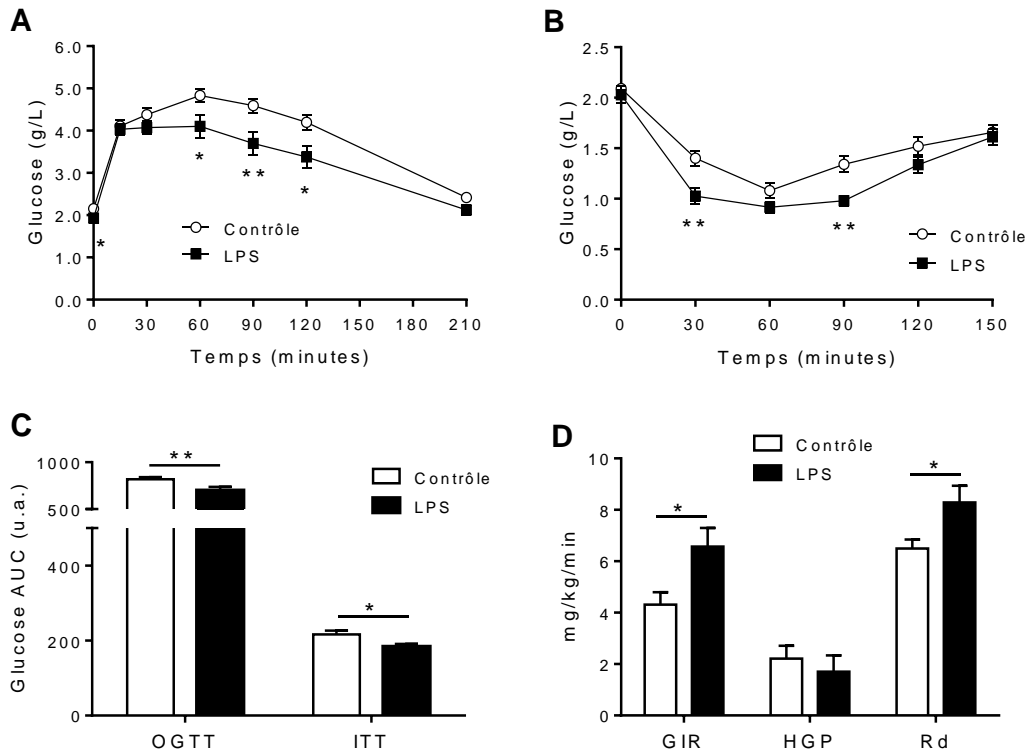 A
Glucose (g/L)
6.0
5.0
4.0
3.0
2.0
1.0
0.0
*
*
**
*
Contrôle
LPS
0 30 60 90 120 150 180 210
Temps (minutes)
B
Glucose (g/L)
2.5
2.0
1.5
1.0
0.5
0.0
**
**
Contrôle
LPS
0 30 60 90 120 150
Temps (minutes)
C
Glucose AUC (u.a.)
1000
500
400
200
0
**
*
Contrôle
LPS
OGTT ITT
D
Contrôle
LPS
mg/kg/min
10
8
6
4
2
0
*
*
GIR HGP Rd